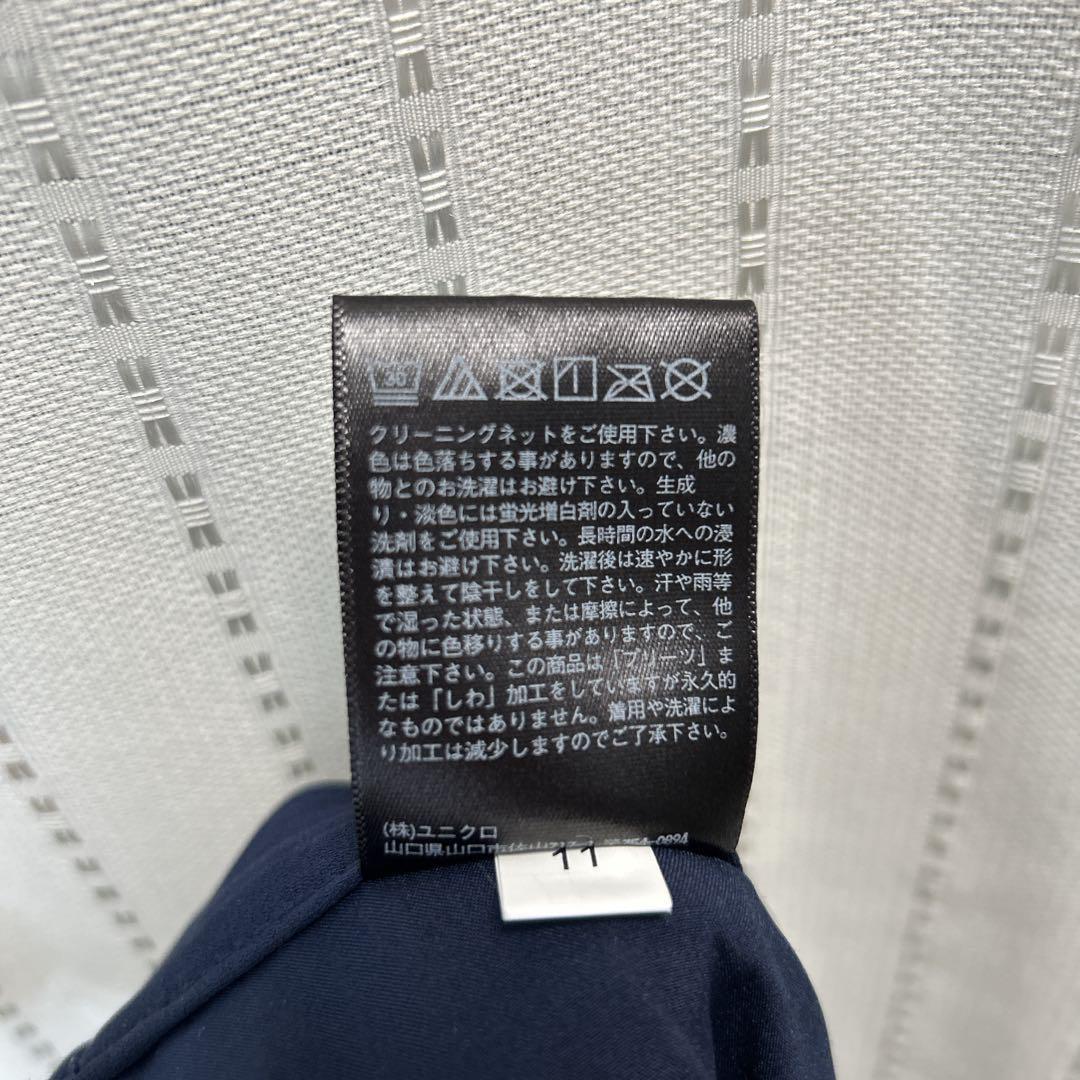 30
クリーニングネットをご使用下さい。濃
色は色落ちする事がありますので、他の
物とのお洗濯はお避け下さい。生成
り・淡色には蛍光増白剤の入っていない
洗剤をご使用下さい。長時間の水への浸
漬はお避け下さい。洗濯後は速やかに形
を整えて陰干しをして下さい。汗や雨等
で湿った状態、または摩擦によって、他
の物に色移りする事がありますので、ご
注意下さい。この商品は「プリーツ」ま
たは「しわ」加工をしていますが永久的
なものではありません。着用や洗濯によ
り加工は減少しますのでご了承下さい。
(株)ユニクロ
山口県山口市佐山
11